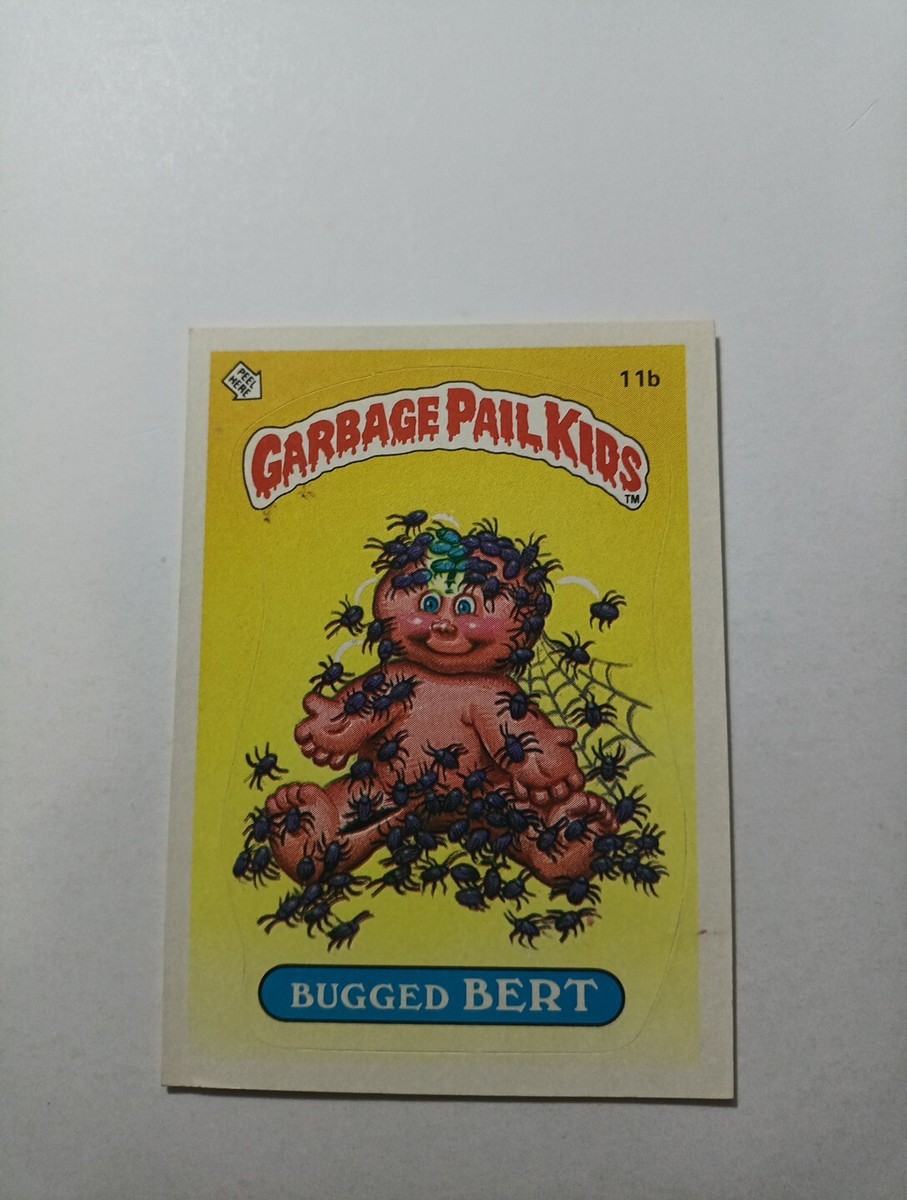 PEEL
HERE
11b
GARBAGE PAIL KIDS
TM
BUGGED BERT